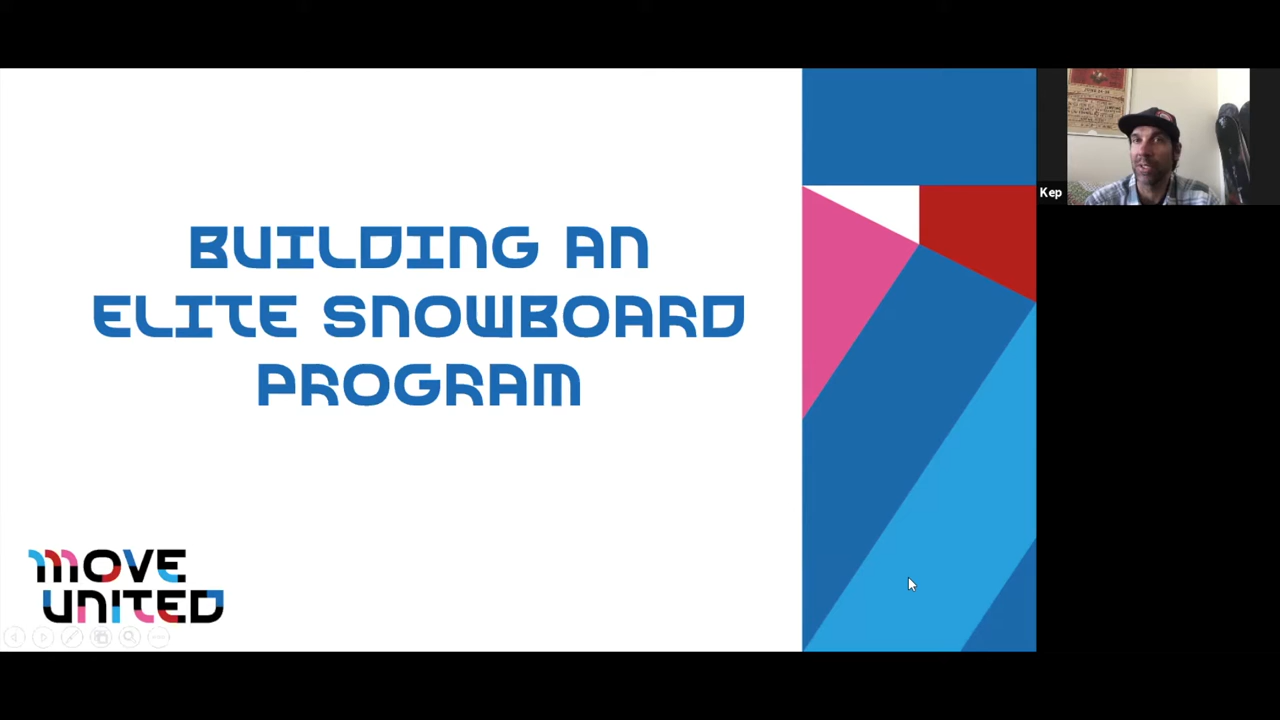 BUILDING AN
ELITE SNOWBOARD
PROGRAM
MOVE
UNITED
Kep